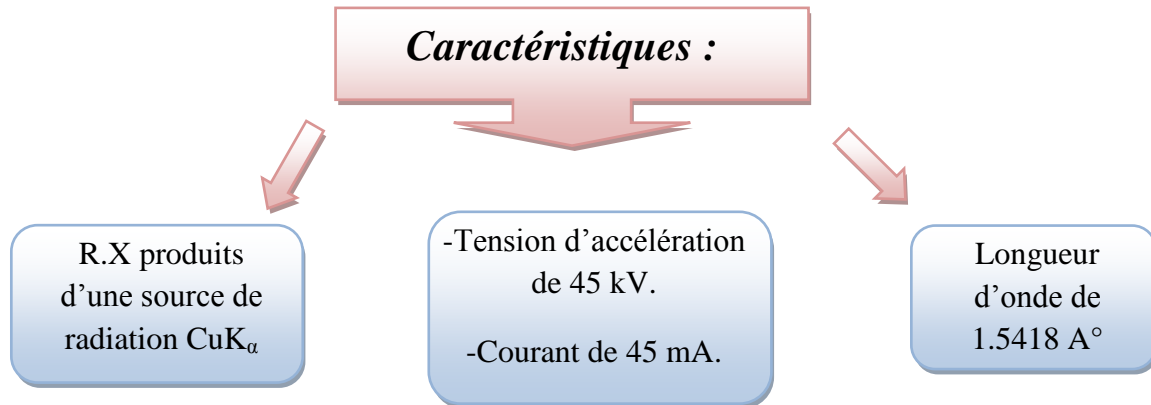 Caractéristiques :
R.X produits
d’une source de
radiation CuKα
-Tension d’accélération
de 45 kV.
-Courant de 45 mA.
Longueur
d’onde de
1.5418 A°